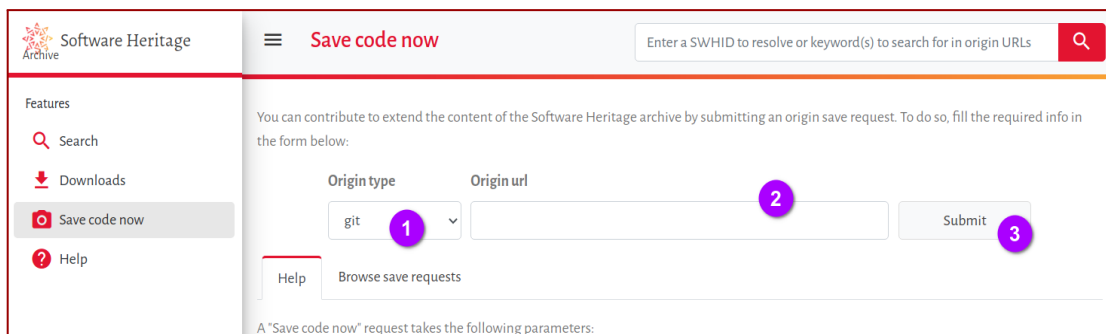 Software Heritage
Archive
Save code now
Enter a SWHID to resolve or keyword(s) to search for in origin URLs
Features
Search
Downloads
Save code now
Help
You can contribute to extend the content of the Software Heritage archive by submitting an origin save request. To do so, fill the required info in
the form below:
Origin type Origin url
git 1 2 Submit 3
Help Browse save requests
A "Save code now" request takes the following parameters: